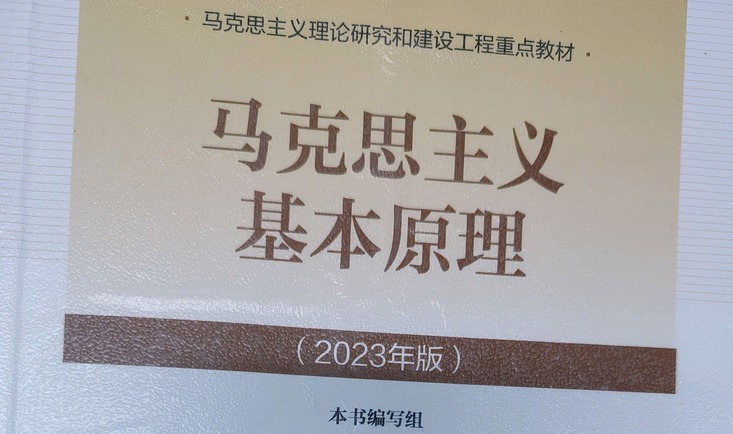 · 马克思主义理论研究和建设工程重点教材 ·
马克思主义
基本原理
（2023年版）
本书编写组